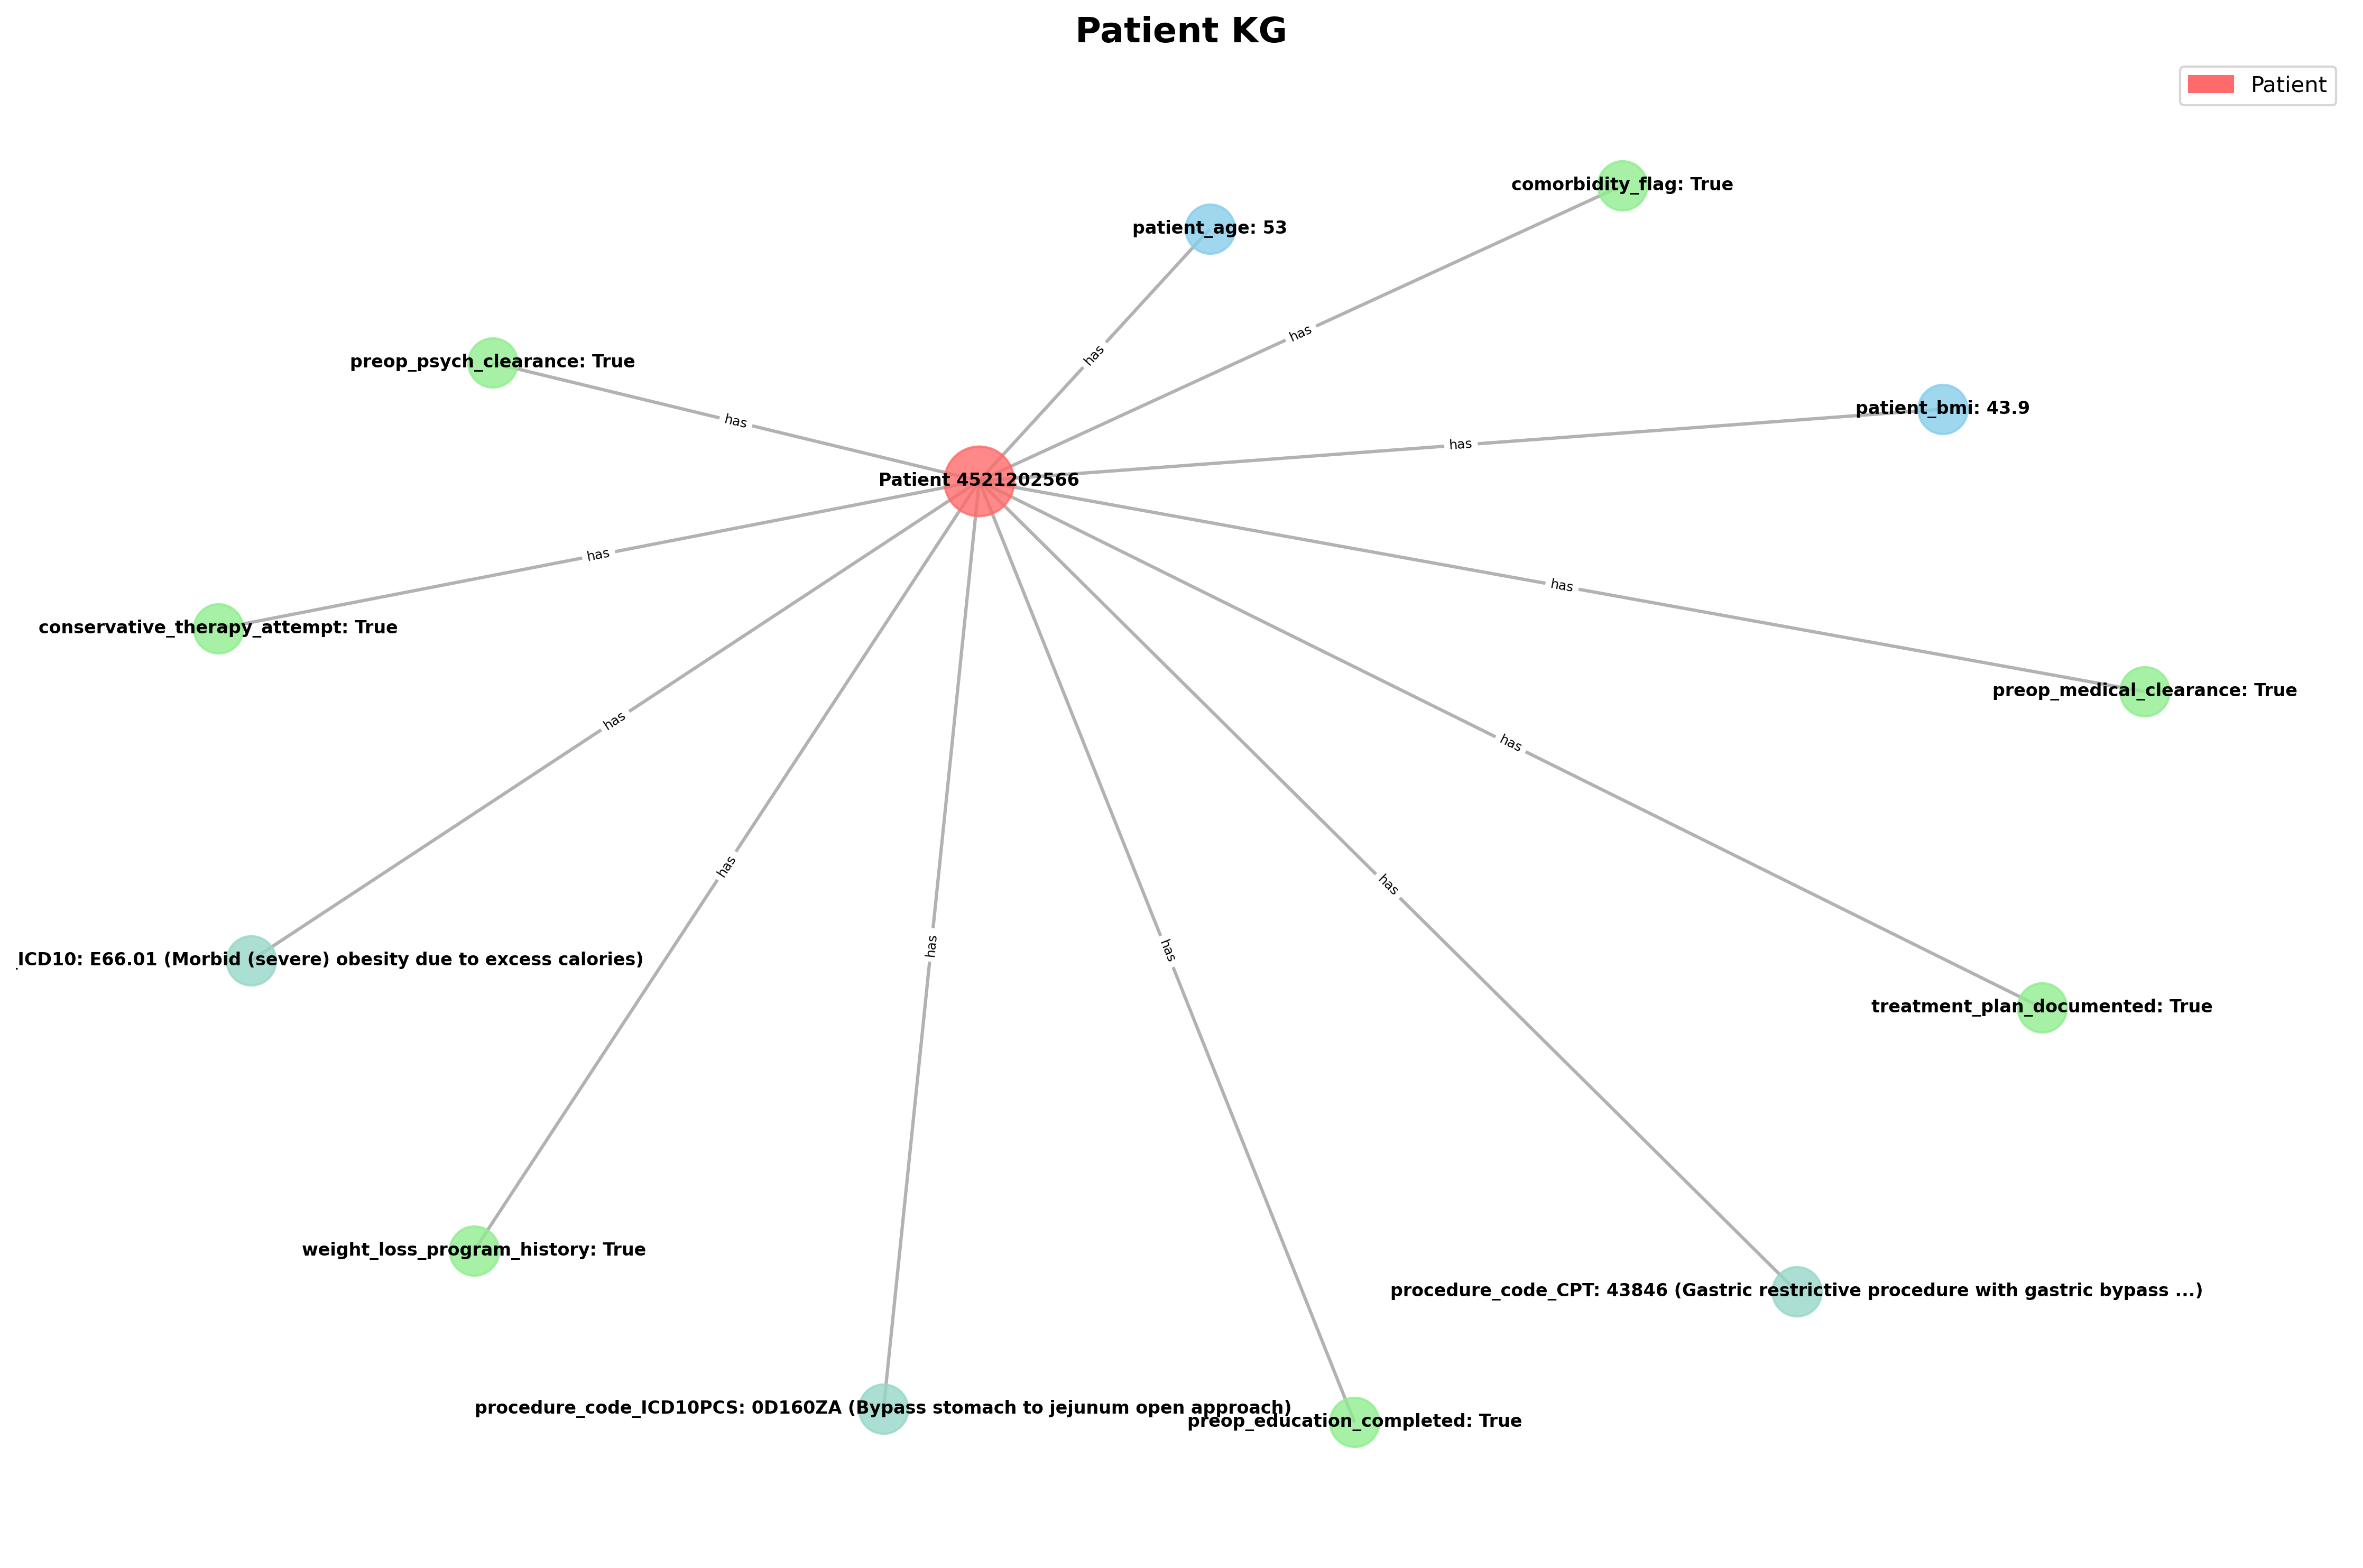 Patient KG
Patient
comorbidity_flag: True
patient_age: 53
has
has
preop_psych_clearance: True
patient_bmi: 43.9
has
has
Patient 4521202566
has
has
conservative_therapy_attempt: True
preop_medical_clearance: True
has
has
has
has
has
has
_ICD10: E66.01 (Morbid (severe) obesity due to excess calories)
treatment_plan_documented: True
weight_loss_program_history: True
procedure_code_CPT: 43846 (Gastric restrictive procedure with gastric bypass ...)
procedure_code_ICD10PCS: 0D160ZA (Bypass stomach to jejunum open approach)
preop_education_completed: True